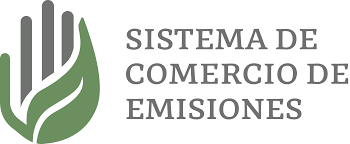 SISTEMA DE
COMERCIO DE
EMISIONES